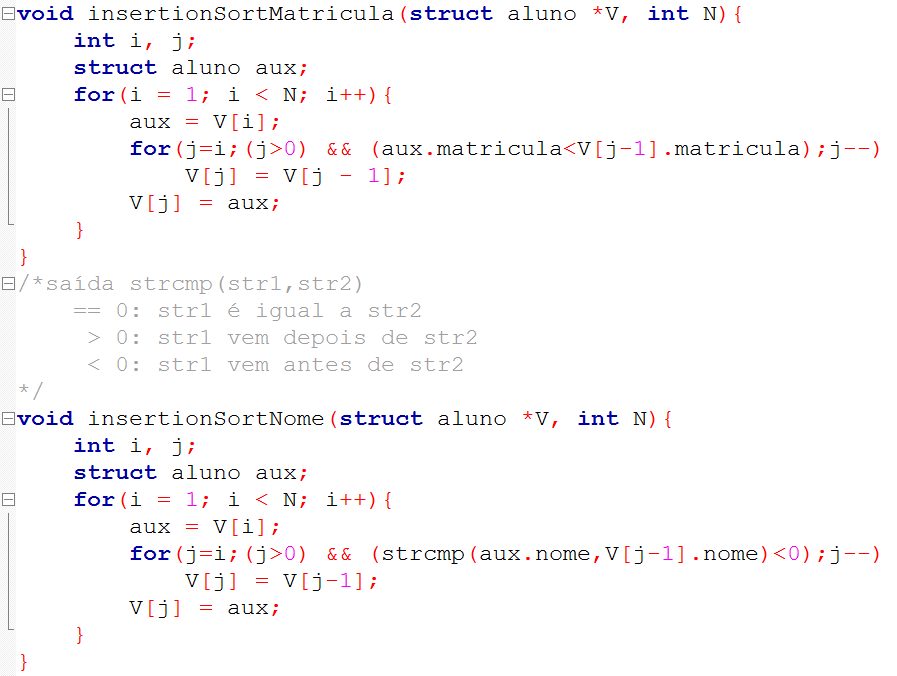 void insertionSortMatricula(struct aluno *V, int N){
    int i, j;
    struct aluno aux;
    for(i = 1; i < N; i++){
        aux = V[i];
        for(j=i;(j>0) && (aux.matricula<V[j-1].matricula);j--)
            V[j] = V[j - 1];
        V[j] = aux;
    }
}
/*saída strcmp(str1,str2)
    == 0: str1 é igual a str2
     > 0: str1 vem depois de str2
     < 0: str1 vem antes de str2
*/
void insertionSortNome(struct aluno *V, int N){
    int i, j;
    struct aluno aux;
    for(i = 1; i < N; i++){
        aux = V[i];
        for(j=i;(j>0) && (strcmp(aux.nome,V[j-1].nome)<0);j--)
            V[j] = V[j-1];
        V[j] = aux;
    }
}